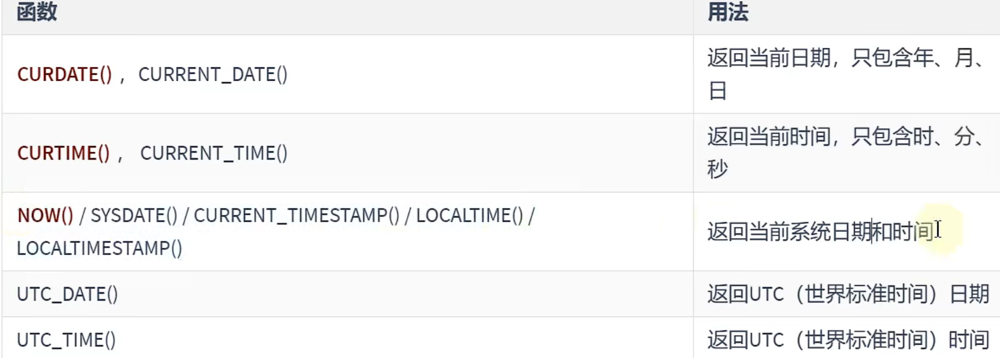 函数
用法
CURDATE() ，CURRENT_DATE()
返回当前日期，只包含年、月、
日
CURTIME() ， CURRENT_TIME()
返回当前时间，只包含时、分、
秒
NOW() / SYSDATE() / CURRENT_TIMESTAMP() / LOCALTIME() /
LOCALTIMESTAMP()
返回当前系统日期和时间
UTC_DATE()
返回UTC（世界标准时间）日期
UTC_TIME()
返回UTC（世界标准时间）时间